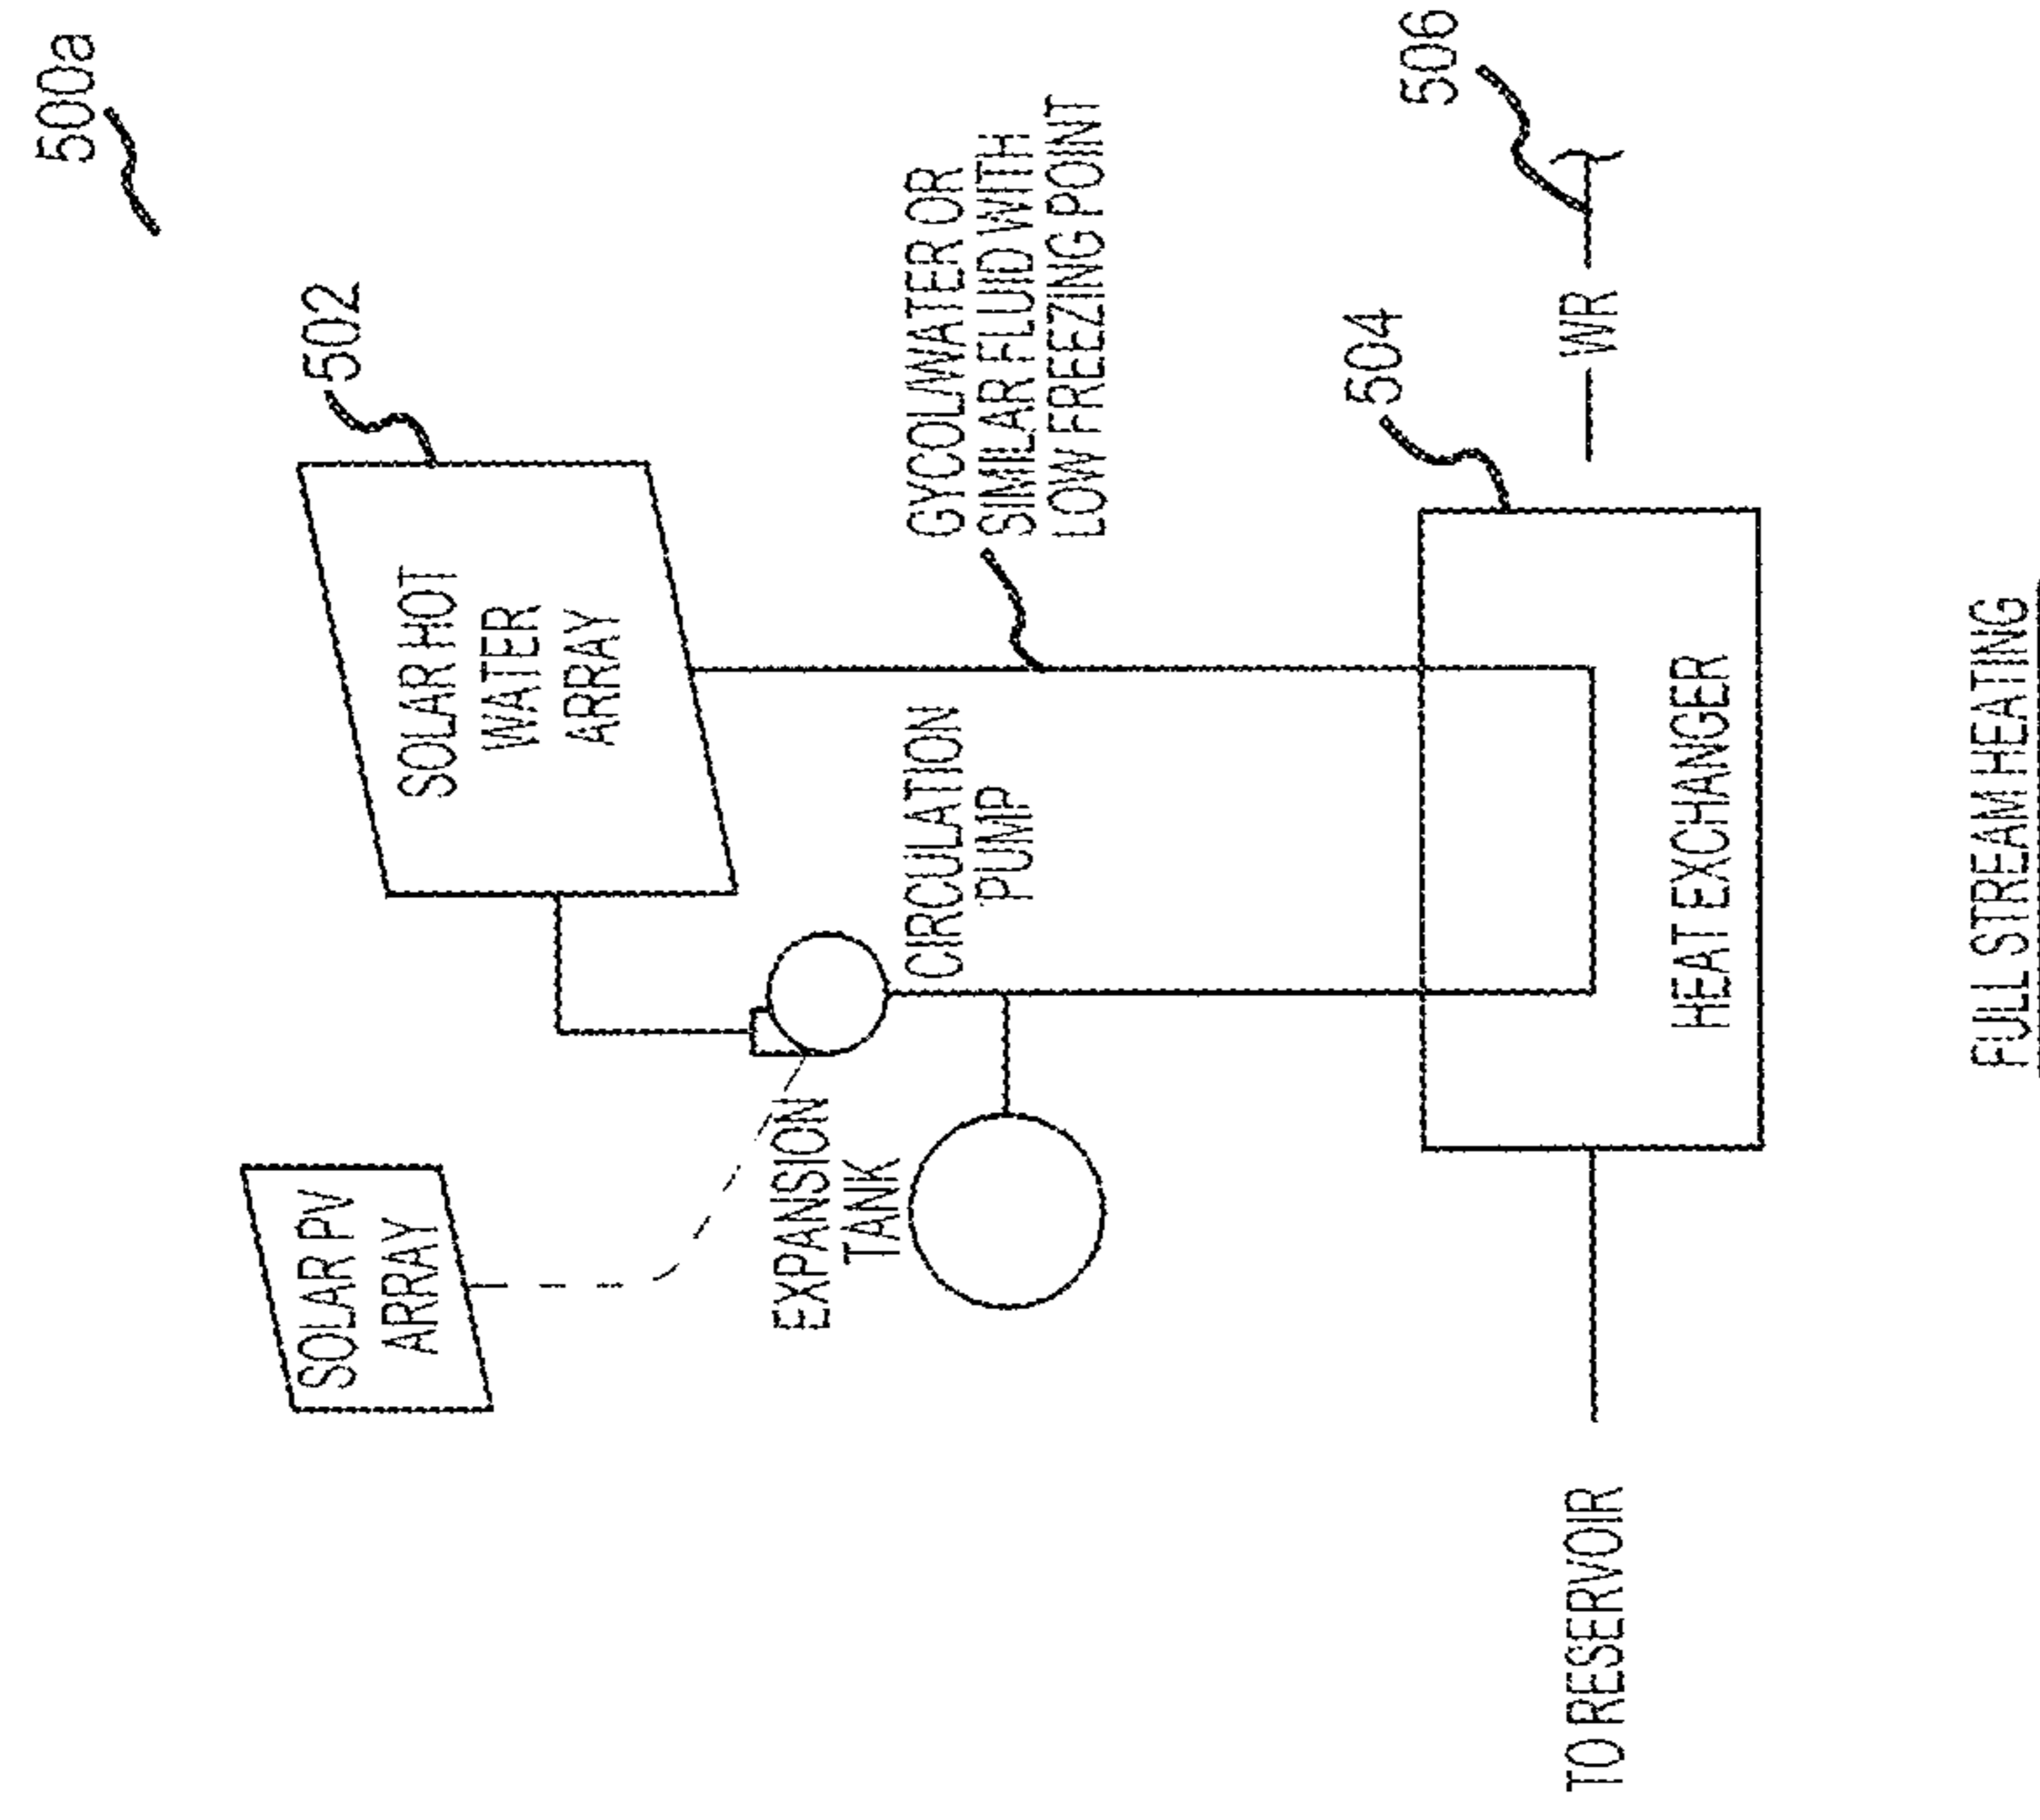 500a
SOLAR PV
ARRAY
SOLAR HOT
WATER
ARRAY
502
EXPANSION
TANK
CIRCULATION
PUMP
GYCOL/WATER OR
SIMILAR FLUID WITH
LOW FREEZING POINT
504
506
TO RESERVOIR
WR
HEAT EXCHANGER
FULL STREAM HEATING